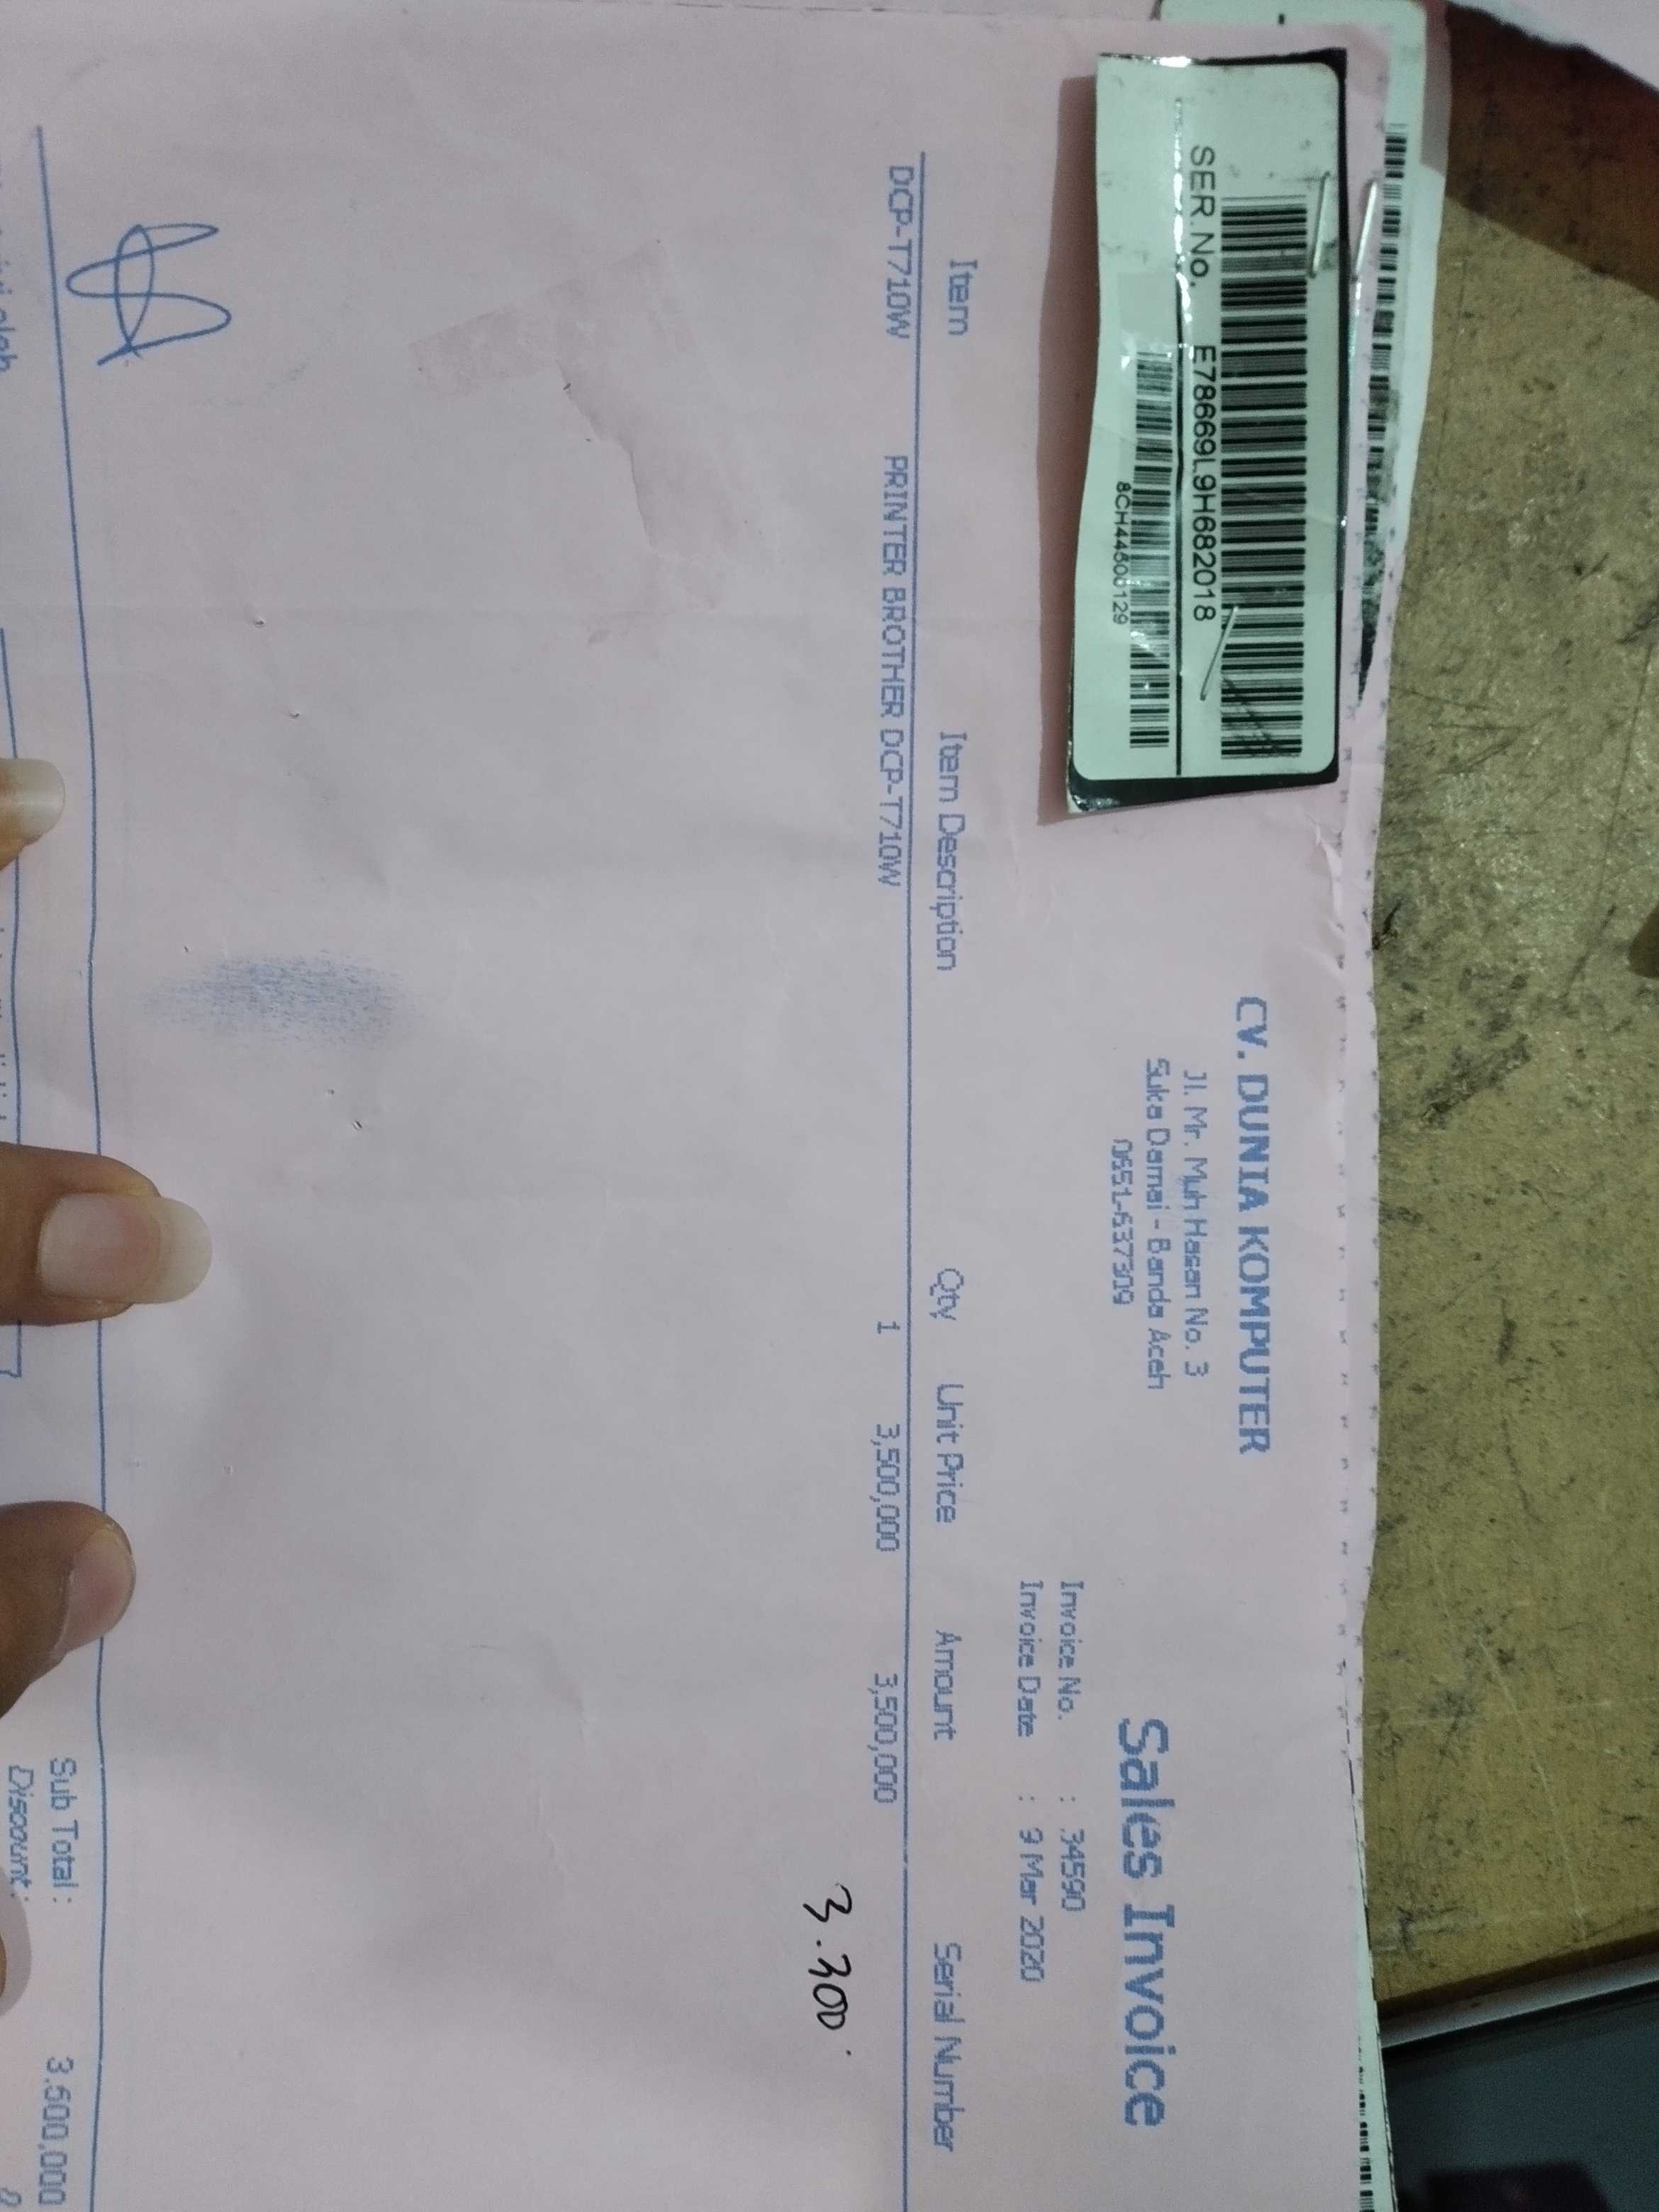 SER.No. E78669L9H682018
8CH44500129
CV. DUNIA KOMPUTER
Jl. Mr. Muh Hasan No. 3
Suka Damai - Banda Aceh
0651-637309
Sales Invoice
Invoice No. : 34590
Invoice Date : 9 Mar 2020
Item Item Description Qty Unit Price Amount Serial Number
DCP-T710W PRINTER BROTHER DCP-T710W 1 3,500,000 3,500,000
3.300
Sub Total : 3,500,000
Discount : 0